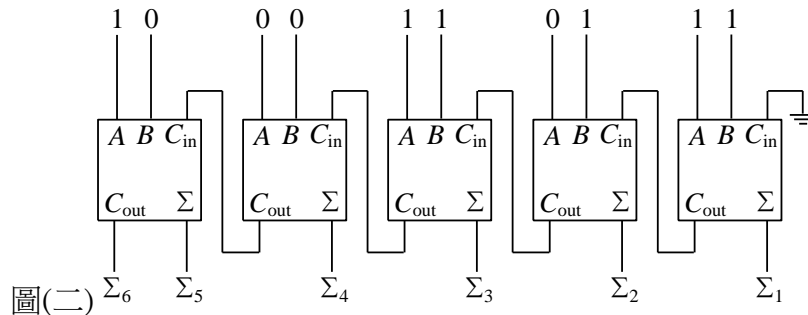 1 0 0 0 1 1 0 1 1 1
A B Cin A B Cin A B Cin A B Cin A B Cin
Cout Σ Cout Σ Cout Σ Cout Σ Cout Σ
圖(二) Σ6 Σ5 Σ4 Σ3 Σ2 Σ1